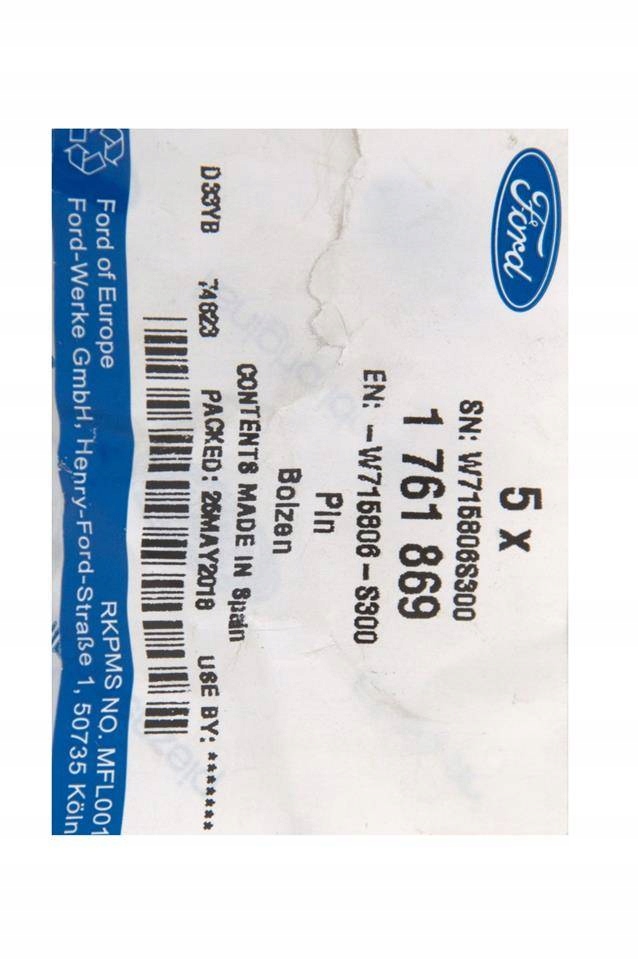 Ford
5 x
SN: W715806S300
1 761 869
EN: -W715806-S300
Pin
Bolzen
CONTENTS MADE IN Spain
D33YB 74623 PACKED: 26MAY2018 USE BY: *******
RKPMS NO. MFL001
Ford of Europe
Ford-Werke GmbH, Henry-Ford-Straße 1, 50735 Köln